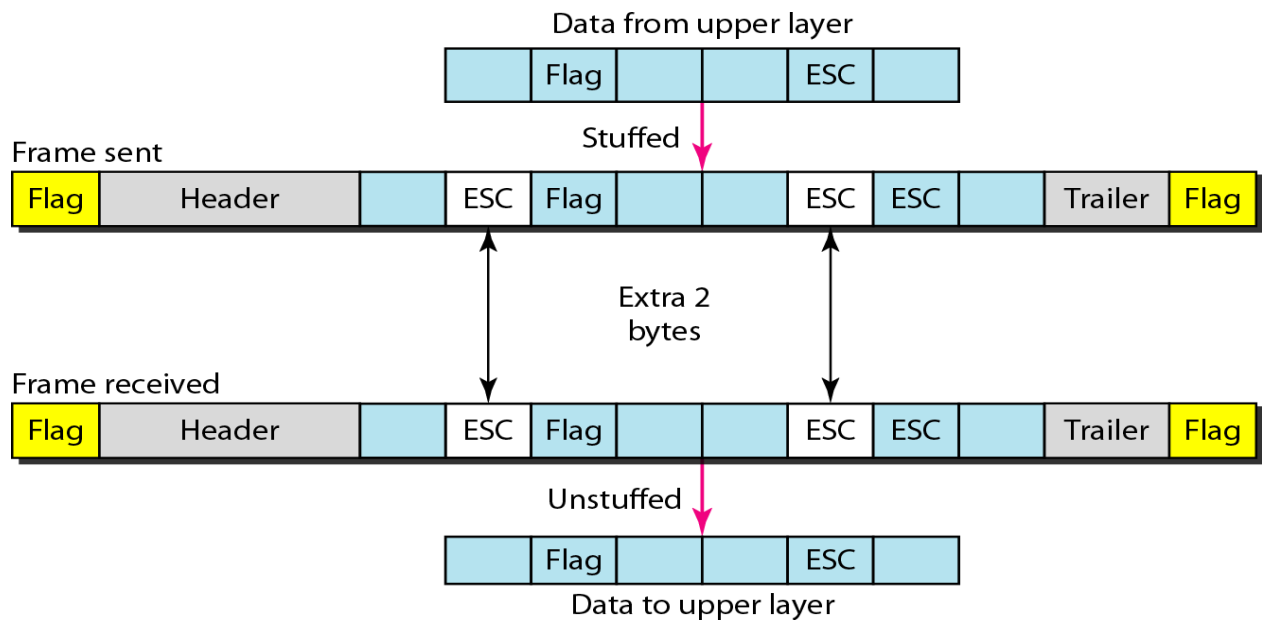 Data from upper layer
Flag ESC
Stuffed
Frame sent
Flag Header ESC Flag ESC ESC Trailer Flag
Extra 2
bytes
Frame received
Flag Header ESC Flag ESC ESC Trailer Flag
Unstuffed
Flag ESC
Data to upper layer